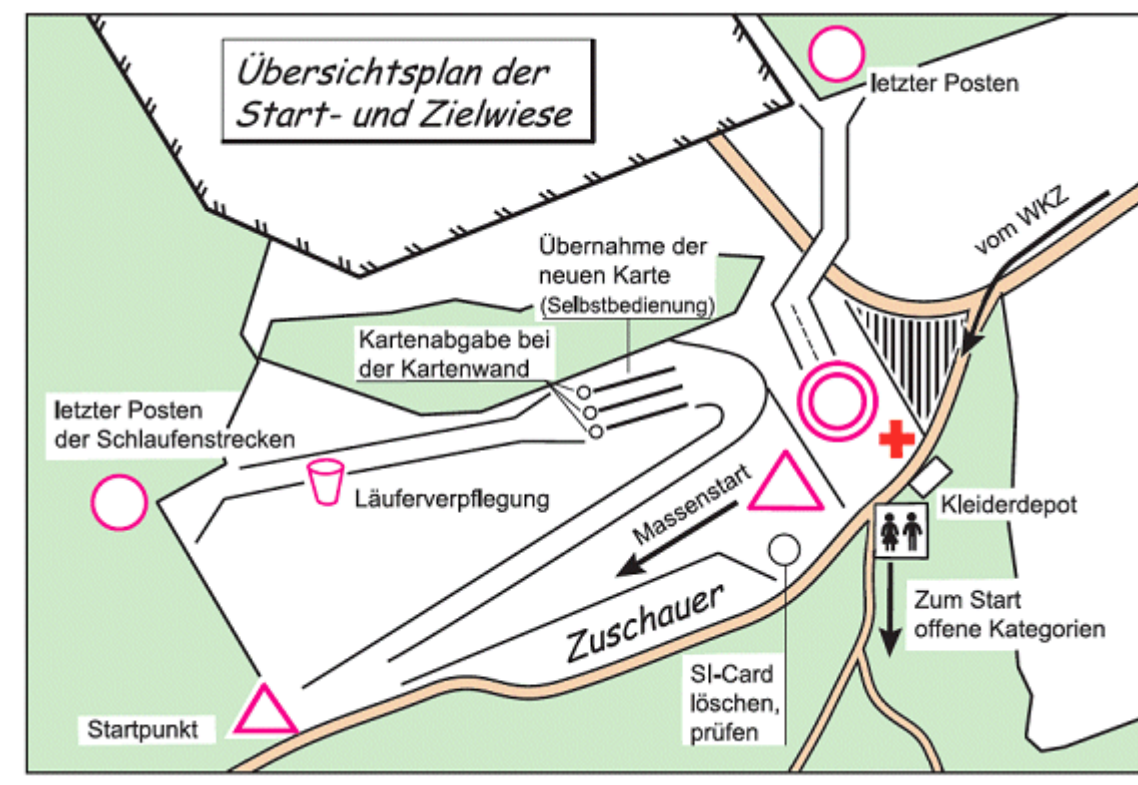 Übersichtsplan der
Start- und Zielwiese
letzter Posten
vom WKZ
Übernahme der
neuen Karte
(Selbstbedienung)
Kartenabgabe bei
der Kartenwand
letzter Posten
der Schlaufenstrecken
Läuferverpflegung
Massenstart
Kleiderdepot
Zuschauer
Zum Start
offene Kategorien
SI-Card
löschen,
prüfen
Startpunkt